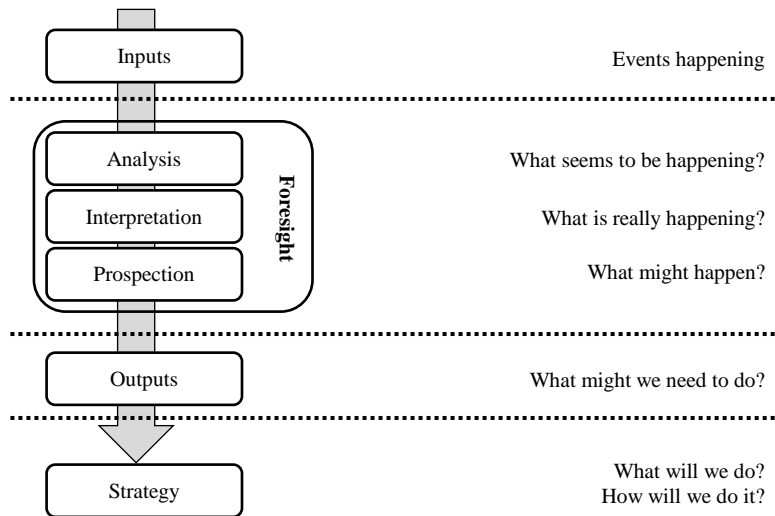 Inputs
Events happening
Analysis
What seems to be happening?
Foresight
Interpretation
What is really happening?
Prospection
What might happen?
Outputs
What might we need to do?
Strategy
What will we do?
How will we do it?